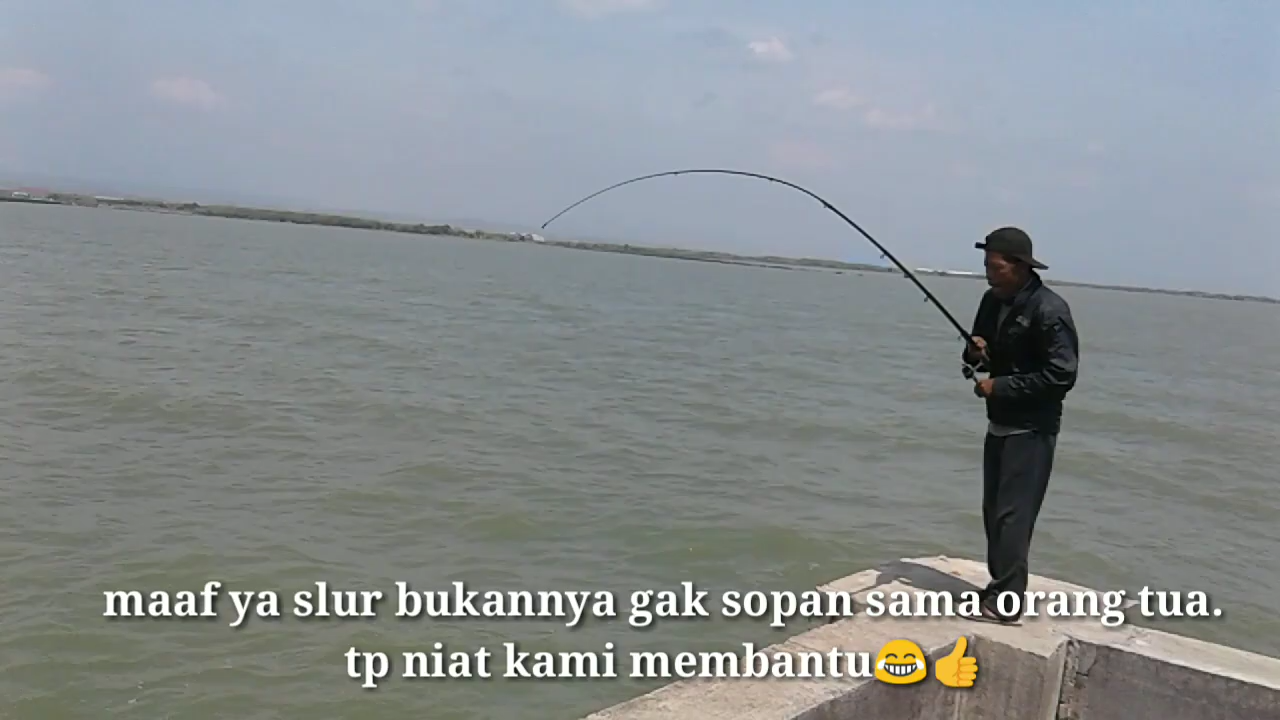 maaf ya slur bukannya gak sopan sama orang tua.
tp niat kami membantu😂👍